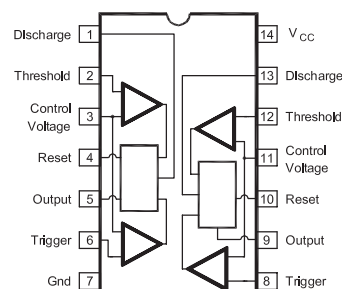 Discharge 1
Threshold 2
Control
Voltage 3
Reset 4
Output 5
Trigger 6
Gnd 7
14 VCC
13 Discharge
12 Threshold
11 Control
Voltage
10 Reset
9 Output
8 Trigger